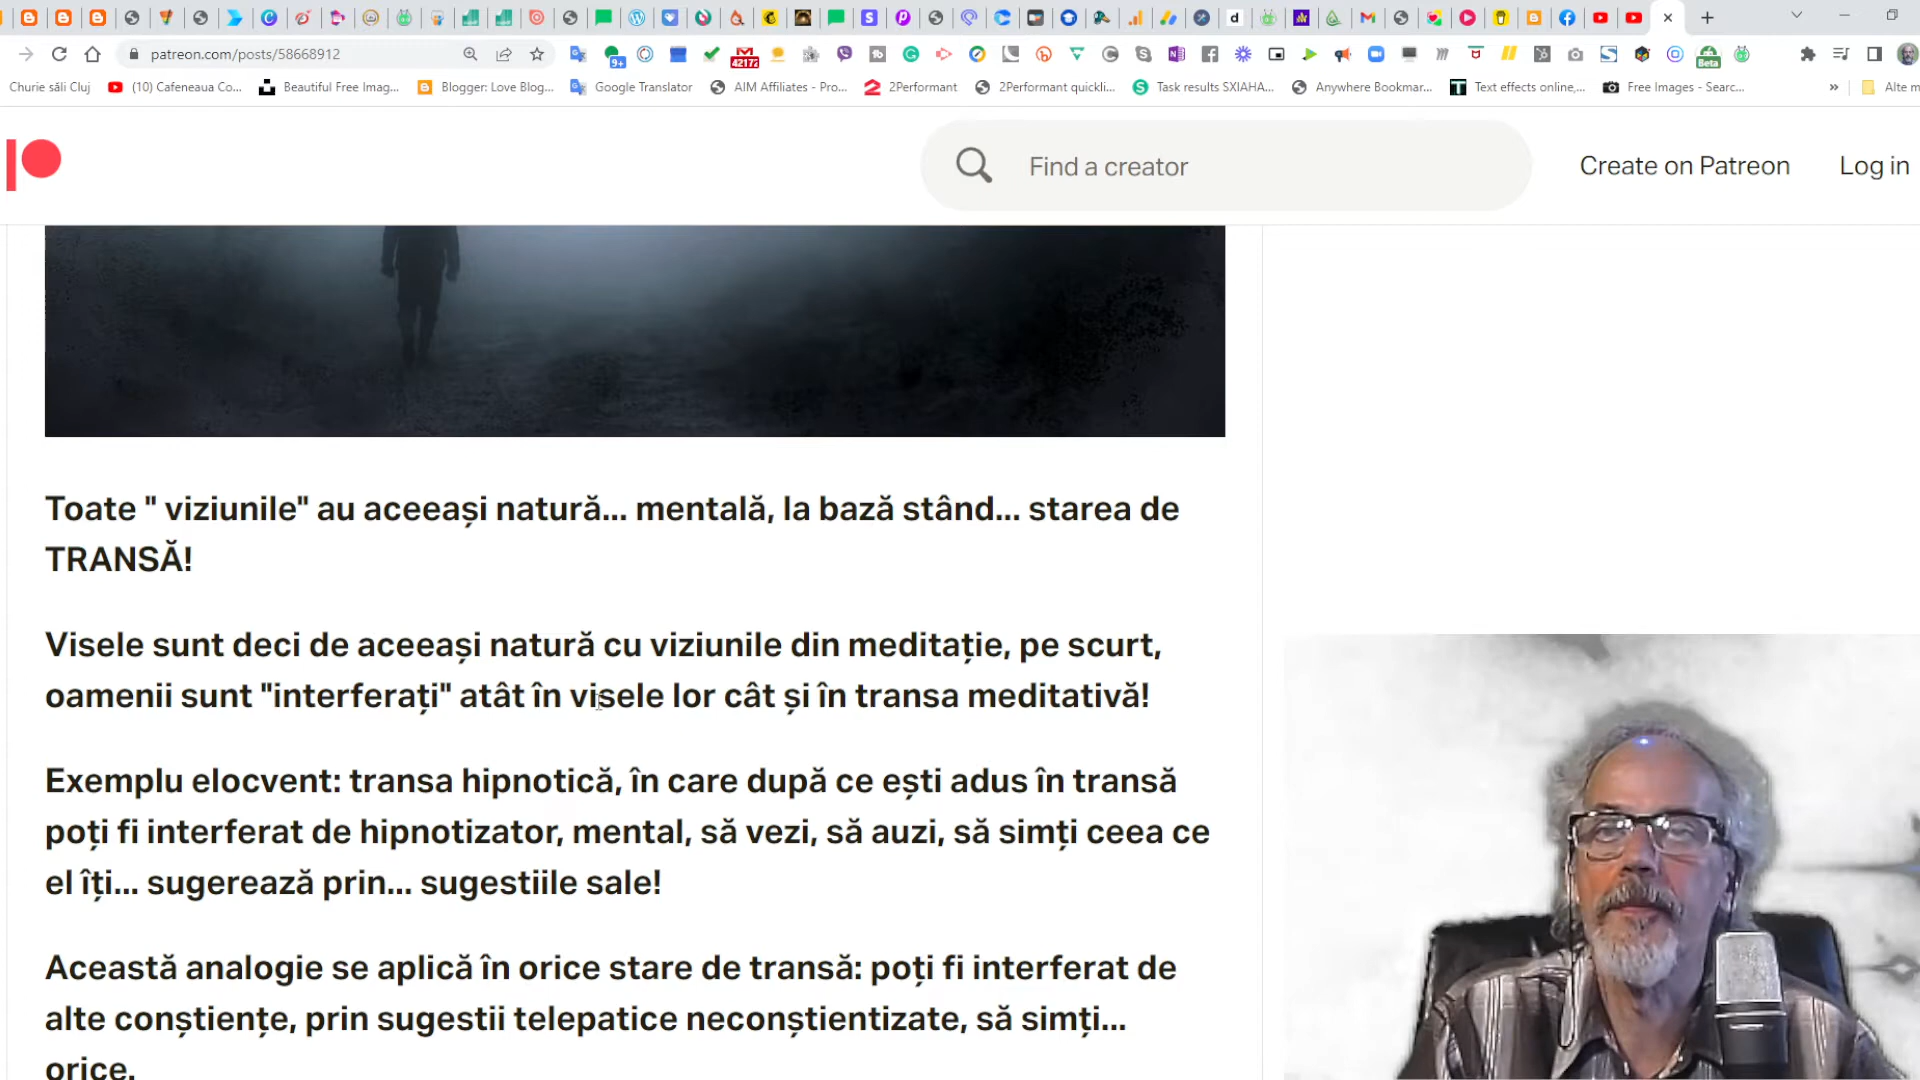 patreon.com/posts/58668912
9+
42172
Beta
Churie săli Cluj
(10) Cafeneaua Co...
Beautiful Free Imag...
Blogger: Love Blog...
Google Translator
AIM Affiliates - Pro...
2Performant
2Performant quickli...
Task results SXIAHA...
Anywhere Bookmar...
Text effects online,...
Free Images - Searc...
Alte m
Find a creator
Create on Patreon
Log in
Toate " viziunile" au aceeași natură... mentală, la bază stând... starea de
TRANSĂ!
Visele sunt deci de aceeași natură cu viziunile din meditație, pe scurt,
oamenii sunt "interferați" atât în visele lor cât și în transa meditativă!
Exemplu elocvent: transa hipnotică, în care după ce ești adus în transă
poți fi interferat de hipnotizator, mental, să vezi, să auzi, să simți ceea ce
el îți... sugerează prin... sugestiile sale!
Această analogie se aplică în orice stare de transă: poți fi interferat de
alte conștiențe, prin sugestii telepatice neconștientizate, să simți...
orice.